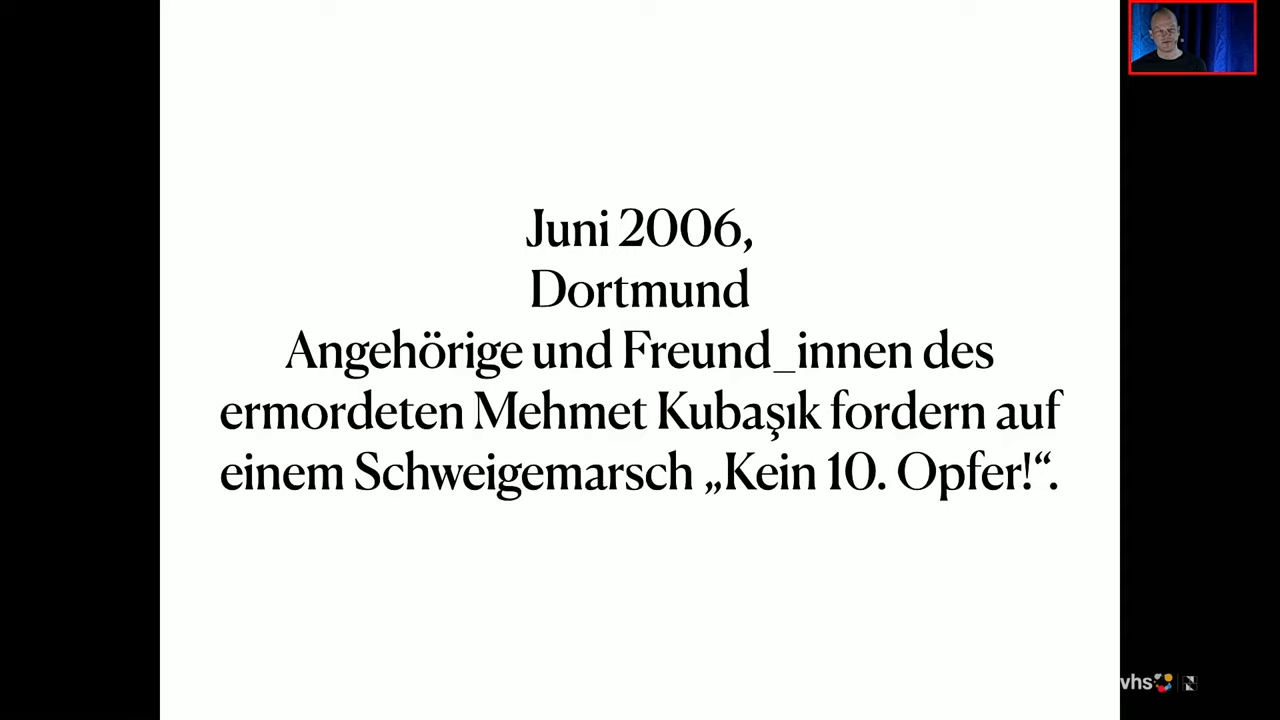 Juni 2006,
Dortmund
Angehörige und Freund_innen des
ermordeten Mehmet Kubaşık fordern auf
einem Schweigemarsch „Kein 10. Opfer!“.
vhs